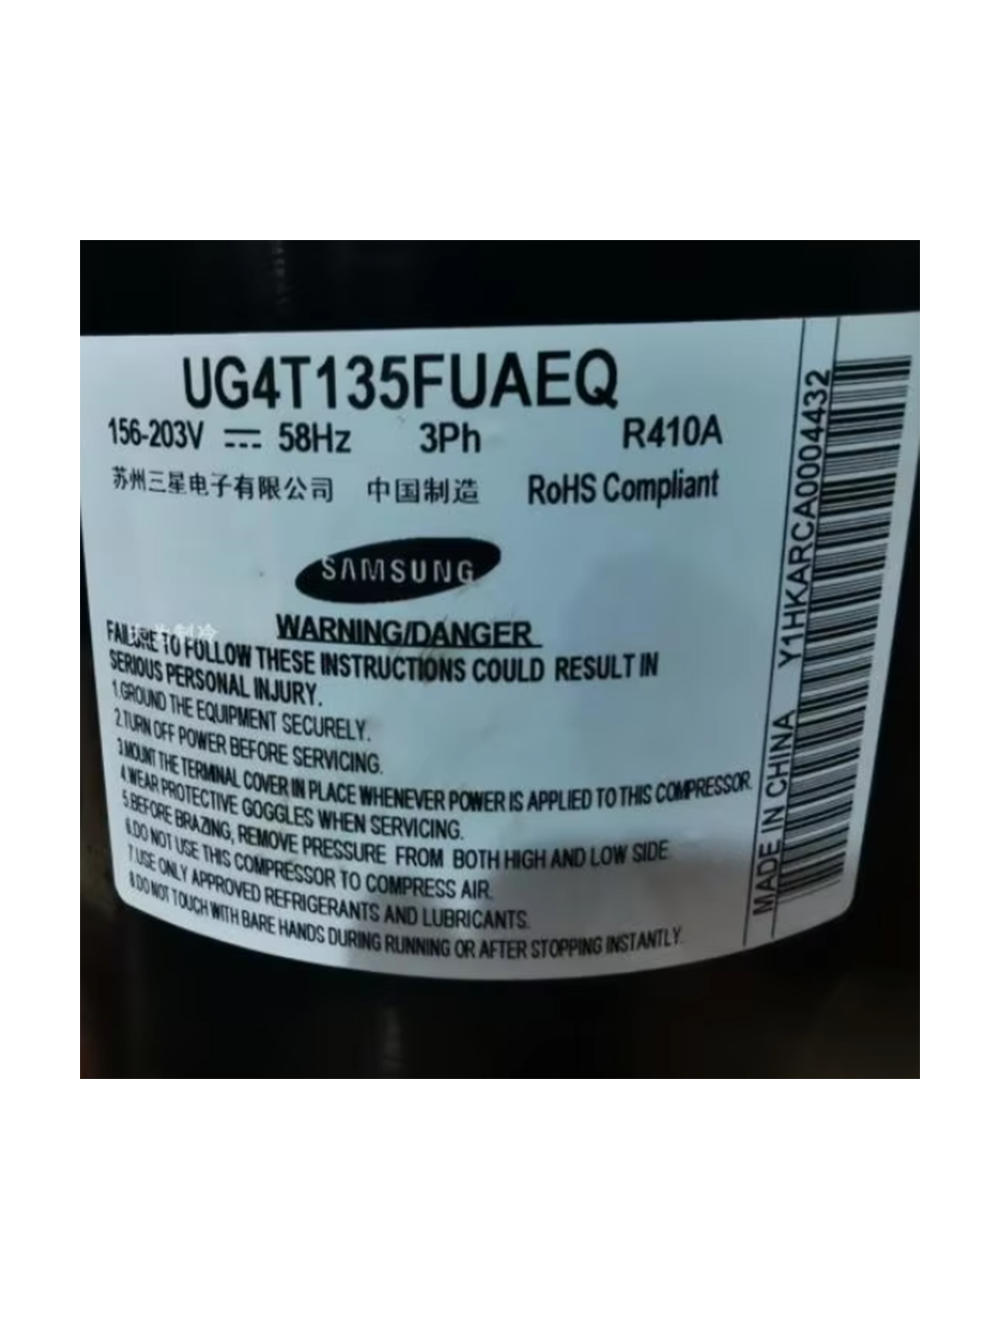 UG4T135FUAEQ
156-203V ⎓ 58Hz 3Ph R410A
苏州三星电子有限公司 中国制造 RoHS Compliant
SAMSUNG
WARNING/DANGER
FAILURE TO FOLLOW THESE INSTRUCTIONS COULD RESULT IN
SERIOUS PERSONAL INJURY.
1.GROUND THE EQUIPMENT SECURELY.
2.TURN OFF POWER BEFORE SERVICING.
3.MOUNT THE TERMINAL COVER IN PLACE WHENEVER POWER IS APPLIED TO THIS COMPRESSOR.
4.WEAR PROTECTIVE GOGGLES WHEN SERVICING.
5.BEFORE BRAZING, REMOVE PRESSURE FROM BOTH HIGH AND LOW SIDE.
6.DO NOT USE THIS COMPRESSOR TO COMPRESS AIR.
7.USE ONLY APPROVED REFRIGERANTS AND LUBRICANTS.
8.DO NOT TOUCH WITH BARE HANDS DURING RUNNING OR AFTER STOPPING INSTANTLY.
MADE IN CHINA Y1HKARCA0004432
制冷